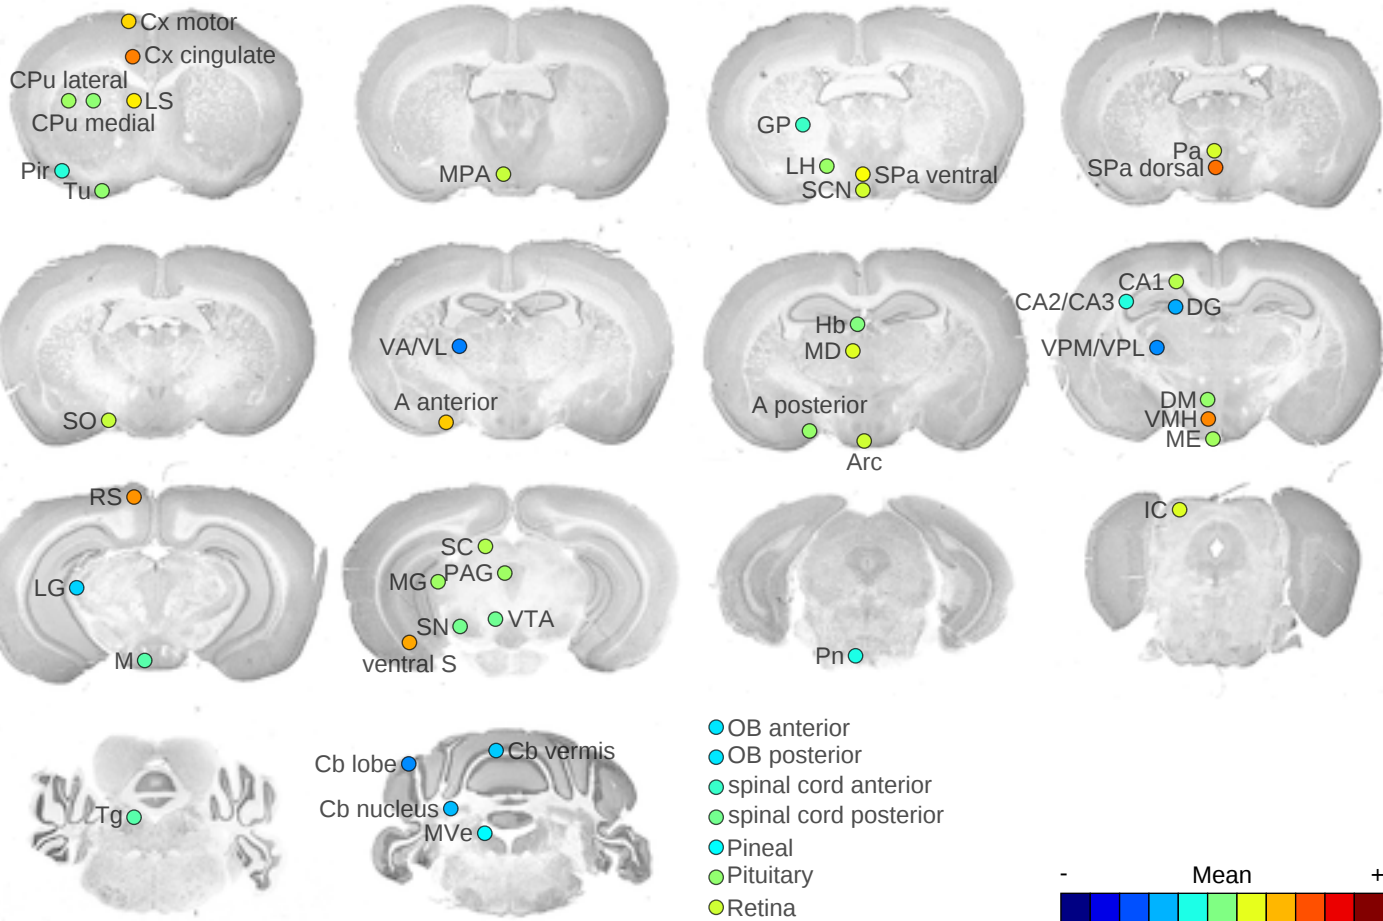 Cx motor
Cx cingulate
CPu lateral
LS
CPu medial
Pir
Tu
MPA
GP
LH
SPa ventral
SCN
Pa
SPa dorsal
SO
VA/VL
A anterior
Hb
MD
A posterior
Arc
CA1
CA2/CA3
DG
VPM/VPL
DM
VMH
ME
RS
LG
M
SC
MG
PAG
SN
VTA
ventral S
Pn
IC
Tg
Cb lobe
Cb vermis
Cb nucleus
MVe
OB anterior
OB posterior
spinal cord anterior
spinal cord posterior
Pineal
Pituitary
Retina
- Mean +